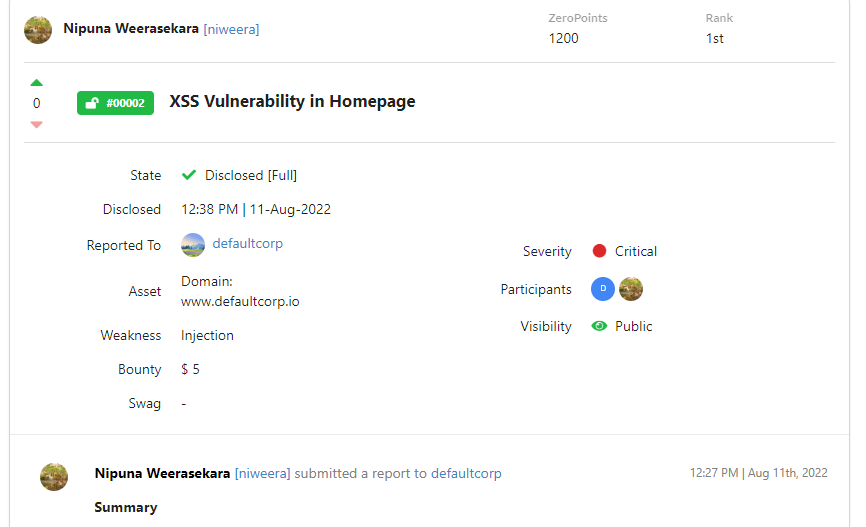 Nipuna Weerasekara [niweera]
ZeroPoints
1200
Rank
1st
0
#00002
XSS Vulnerability in Homepage
State
Disclosed [Full]
Disclosed
12:38 PM | 11-Aug-2022
Reported To
defaultcorp
Asset
Domain:
www.defaultcorp.io
Weakness
Injection
Bounty
$ 5
Swag
-
Severity
Critical
Participants
D
Visibility
Public
Nipuna Weerasekara [niweera] submitted a report to defaultcorp
12:27 PM | Aug 11th, 2022
Summary